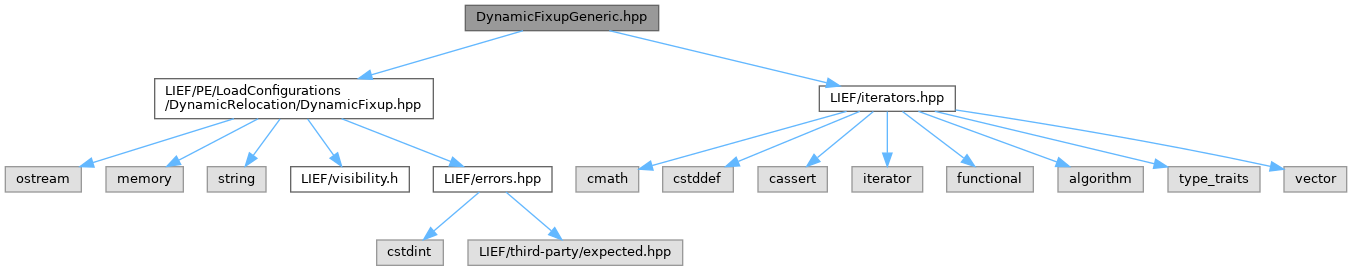 DynamicFixupGeneric.hpp
LIEF/PE/LoadConfigurations
/DynamicRelocation/DynamicFixup.hpp
LIEF/iterators.hpp
ostream
memory
string
LIEF/visibility.h
LIEF/errors.hpp
cmath
cstddef
cassert
iterator
functional
algorithm
type_traits
vector
cstdint
LIEF/third-party/expected.hpp